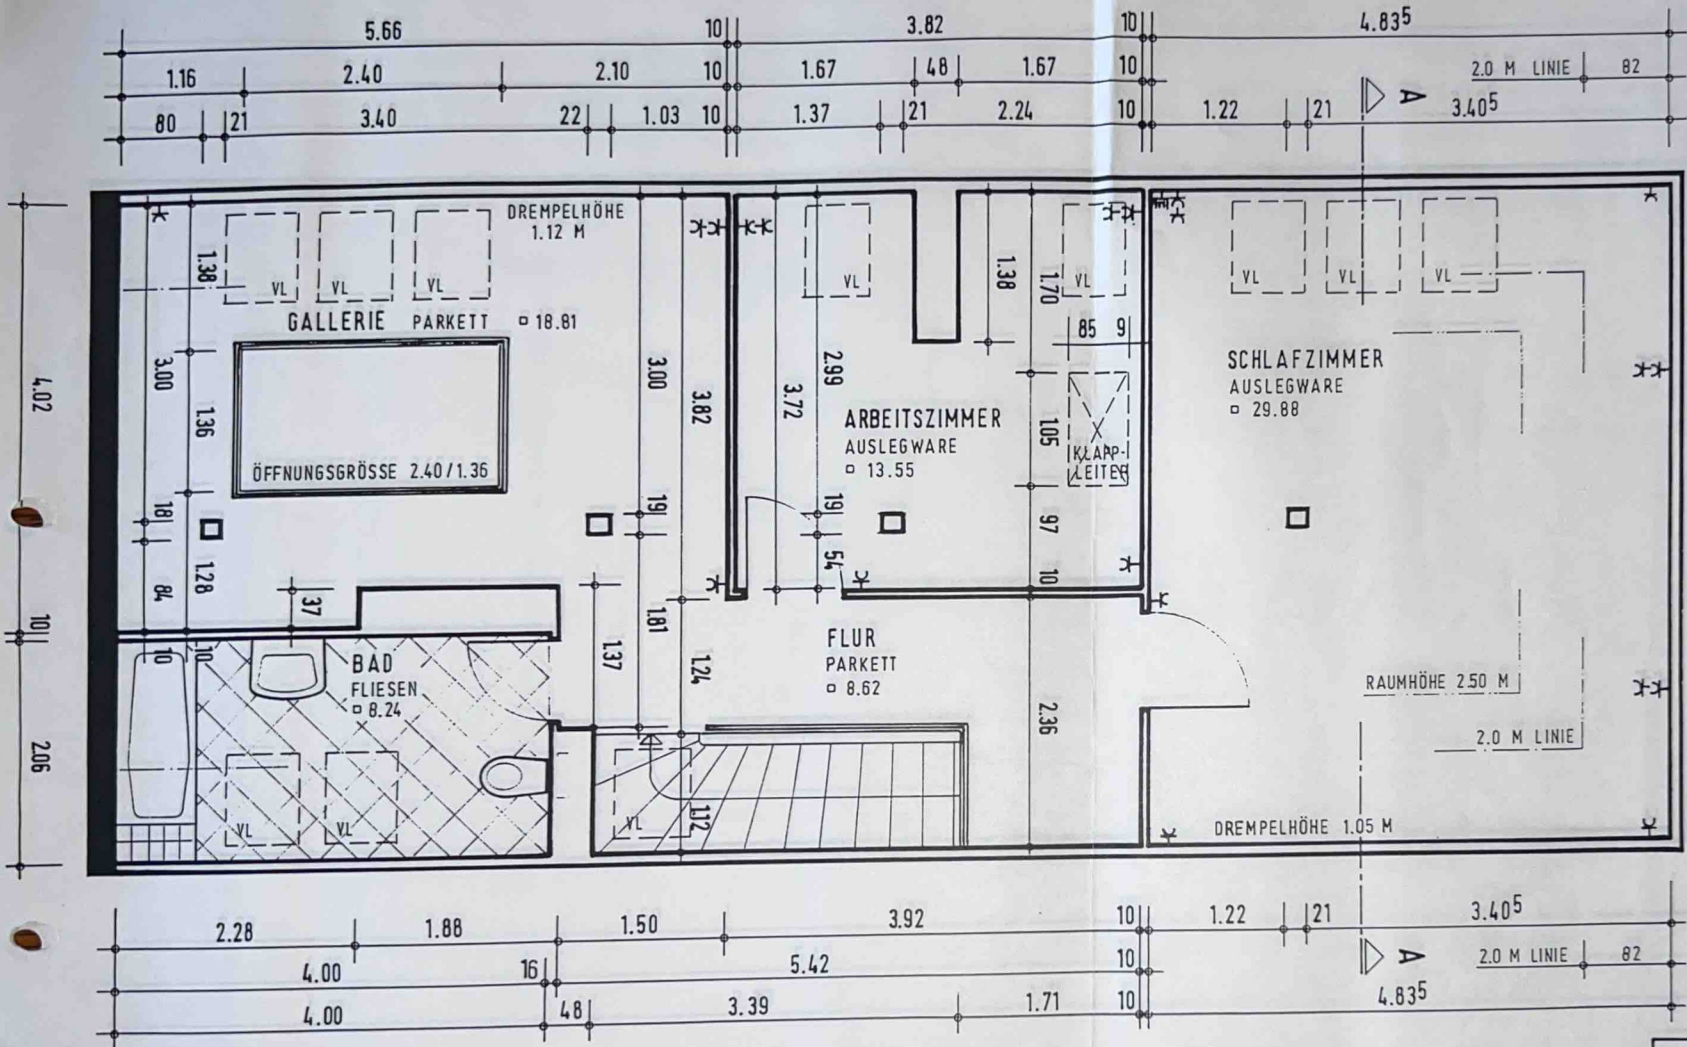 5.66 10 3.82 10 4.83⁵
1.16 2.40 2.10 10 1.67 48 1.67 10 2.0 M LINIE 82
80 21 3.40 22 1.03 10 1.37 21 2.24 10 1.22 21 A 3.40⁵
DREMPELHÖHE
1.12 M
1.38
VL VL VL VL VL VL VL VL
1.38 1.70
GALLERIE PARKETT ▫ 18.81
85 9
4.02
3.00
1.36
3.00
3.82
3.72
2.99
SCHLAFZIMMER
AUSLEGWARE
▫ 29.88
ARBEITSZIMMER
AUSLEGWARE
▫ 13.55
1.05
KLAPP-
LEITER
ÖFFNUNGSGRÖSSE 2.40/1.36
18
19
19
97
54
10
84
1.28
37
10
10
10
1.37
1.81
1.24
BAD
FLIESEN
▫ 8.24
FLUR
PARKETT
▫ 8.62
2.36
RAUMHÖHE 2.50 M
2.0 M LINIE
2.06
VL VL VL
1.12
DREMPELHÖHE 1.05 M
2.28 1.88 1.50 3.92 10 1.22 21 3.40⁵
4.00 16 5.42 10 A 2.0 M LINIE 82
4.00 48 3.39 1.71 10 4.83⁵